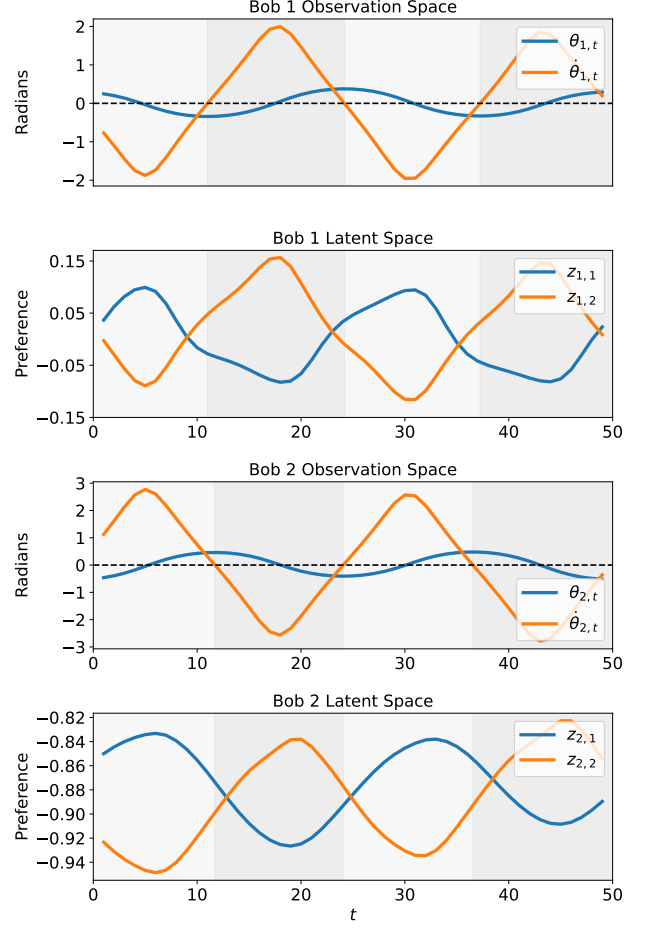 Bob 1 Observation Space
2
1
0
−1
−2
Radians
θ1,t
θ̇1,t
Bob 1 Latent Space
0.15
0.05
−0.05
−0.15
Preference
z1,1
z1,2
0 10 20 30 40 50
Bob 2 Observation Space
3
2
1
0
−1
−2
−3
Radians
θ2,t
θ̇2,t
0 10 20 30 40 50
Bob 2 Latent Space
−0.82
−0.84
−0.86
−0.88
−0.90
−0.92
−0.94
Preference
z2,1
z2,2
0 10 20 30 40 50
t